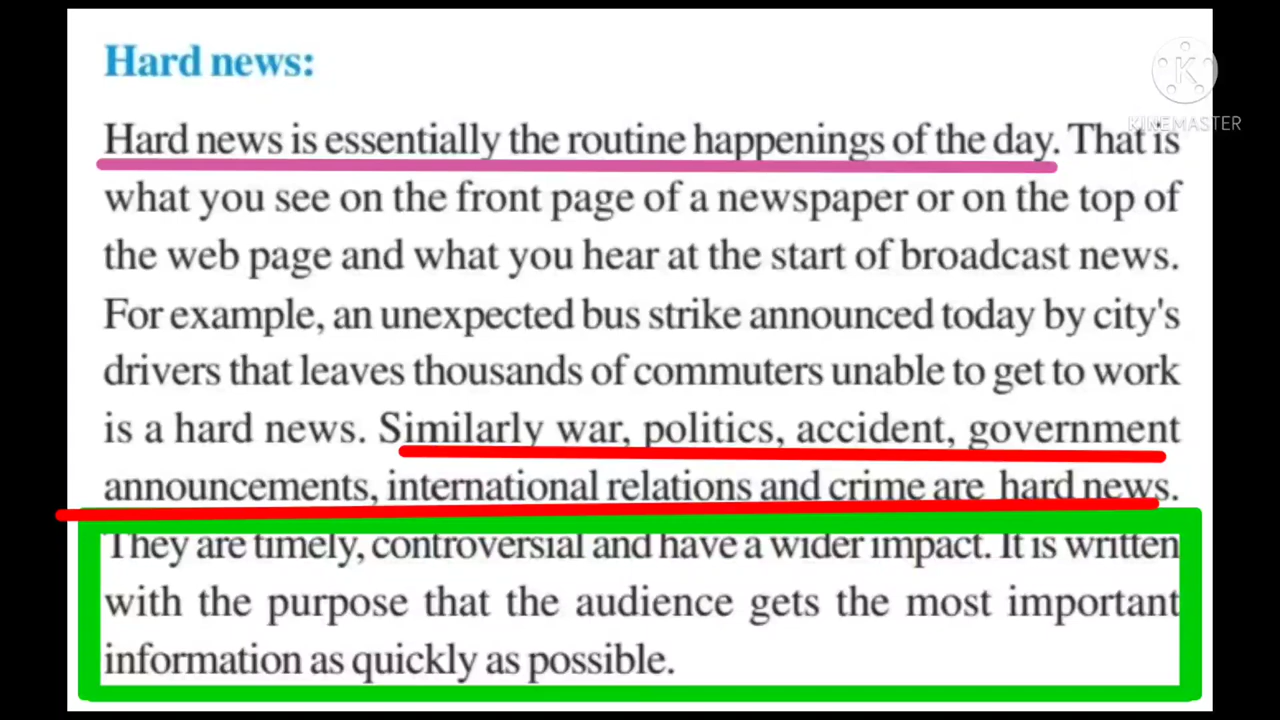 Hard news:
KINEMASTER
Hard news is essentially the routine happenings of the day. That is
what you see on the front page of a newspaper or on the top of
the web page and what you hear at the start of broadcast news.
For example, an unexpected bus strike announced today by city's
drivers that leaves thousands of commuters unable to get to work
is a hard news. Similarly war, politics, accident, government
announcements, international relations and crime are hard news.
They are timely, controversial and have a wider impact. It is written
with the purpose that the audience gets the most important
information as quickly as possible.